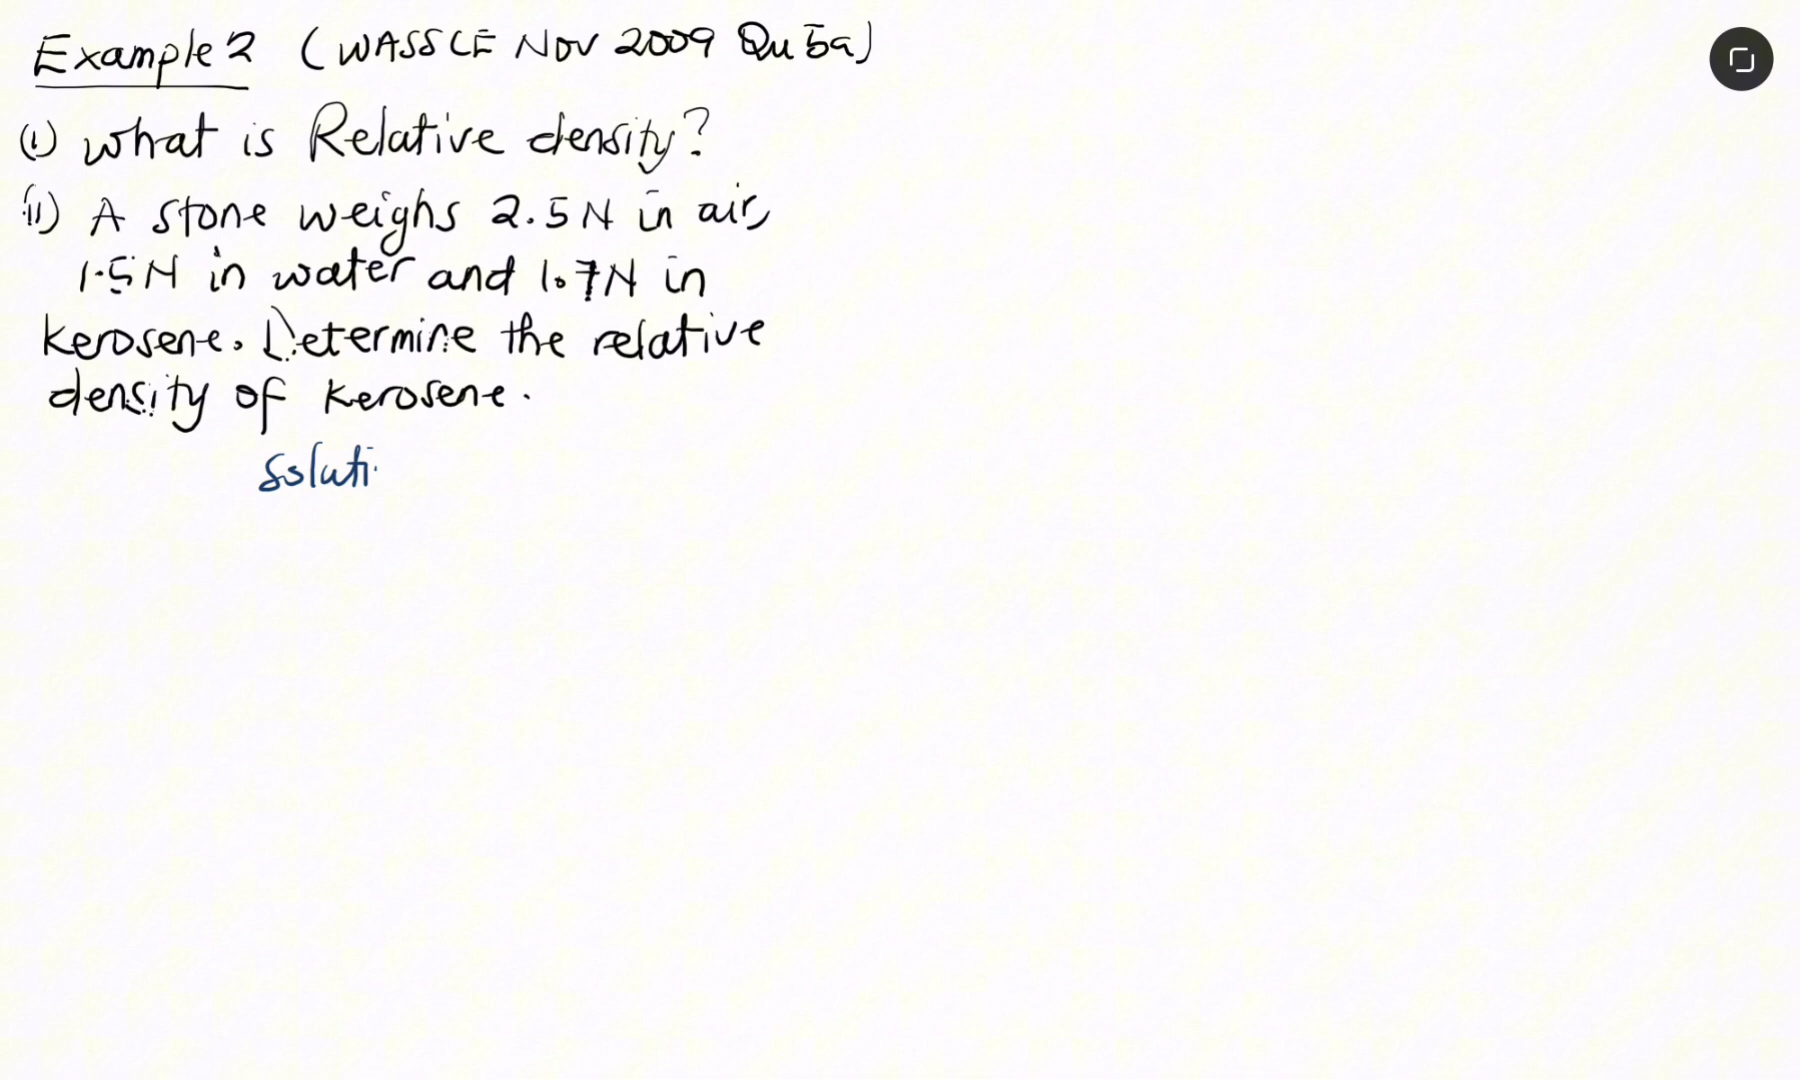 Example 2 (WASSCE Nov 2009 Qu 5a)
(i) what is Relative density?
(ii) A stone weighs 2.5N in air,
1.5N in water and 1.7N in
kerosene. Determine the relative
density of kerosene.
Soluti